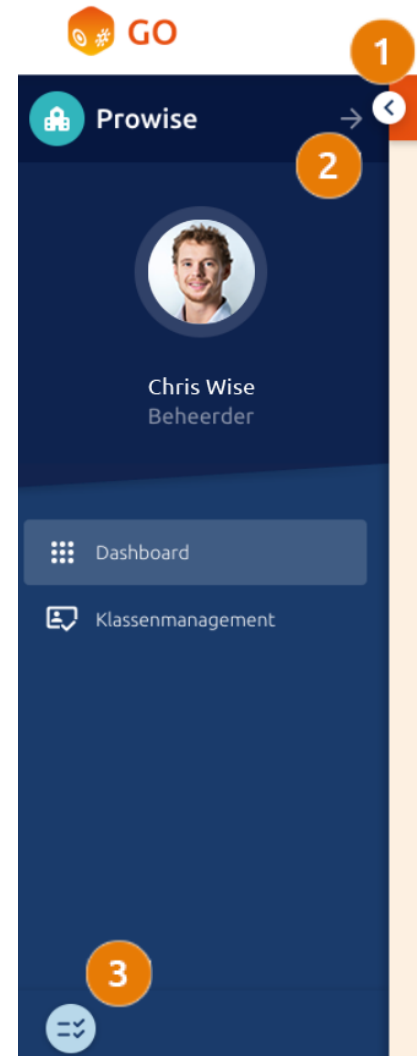 GO
1
Prowise
2
Chris Wise
Beheerder
Dashboard
Klassenmanagement
3